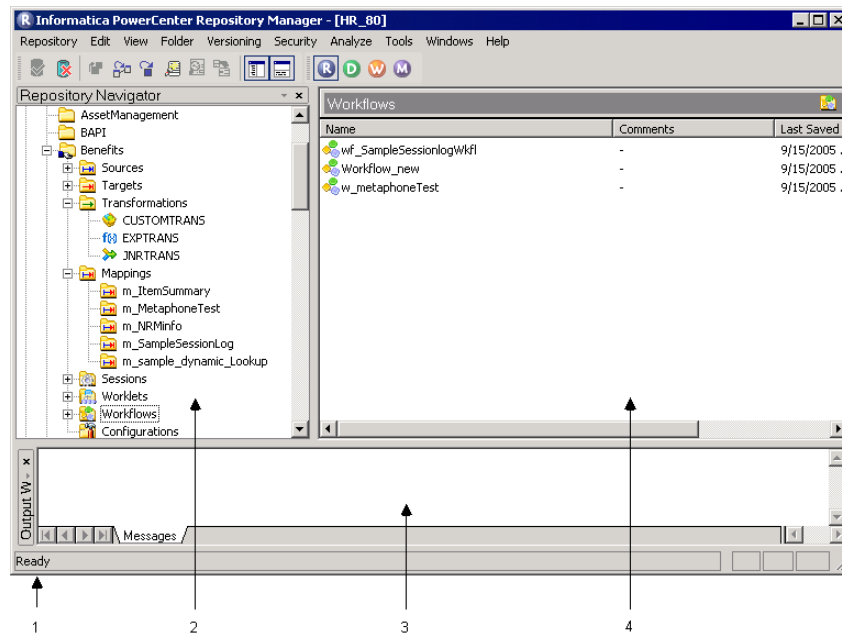 Informatica PowerCenter Repository Manager - [HR_80]
Repository Edit View Folder Versioning Security Analyze Tools Windows Help
R D W M
Repository Navigator
AssetManagement
BAPI
Benefits
Sources
Targets
Transformations
CUSTOMTRANS
f(x) EXPTRANS
JNRTRANS
Mappings
m_ItemSummary
m_MetaphoneTest
m_NRMinfo
m_SampleSessionLog
m_sample_dynamic_Lookup
Sessions
Worklets
Workflows
Configurations
Workflows
Name Comments Last Saved
wf_SampleSessionlogWkfl - 9/15/2005 .
Workflow_new - 9/15/2005 .
w_metaphoneTest - 9/15/2005 .
Output W
Messages
Ready
1 2 3 4